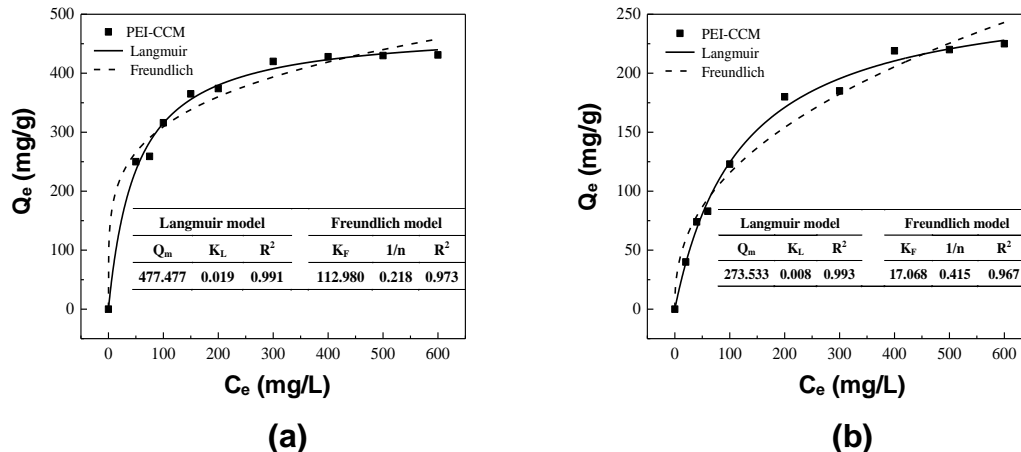 500
400
300
200
100
0
Qe (mg/g)
PEI-CCM
Langmuir
Freundlich
Langmuir model Freundlich model
Qm KL R² KF 1/n R²
477.477 0.019 0.991 112.980 0.218 0.973
0 100 200 300 400 500 600
Ce (mg/L)
(a)
250
200
150
100
50
0
Qe (mg/g)
PEI-CCM
Langmuir
Freundlich
Langmuir model Freundlich model
Qm KL R² KF 1/n R²
273.533 0.008 0.993 17.068 0.415 0.967
0 100 200 300 400 500 600
Ce (mg/L)
(b)